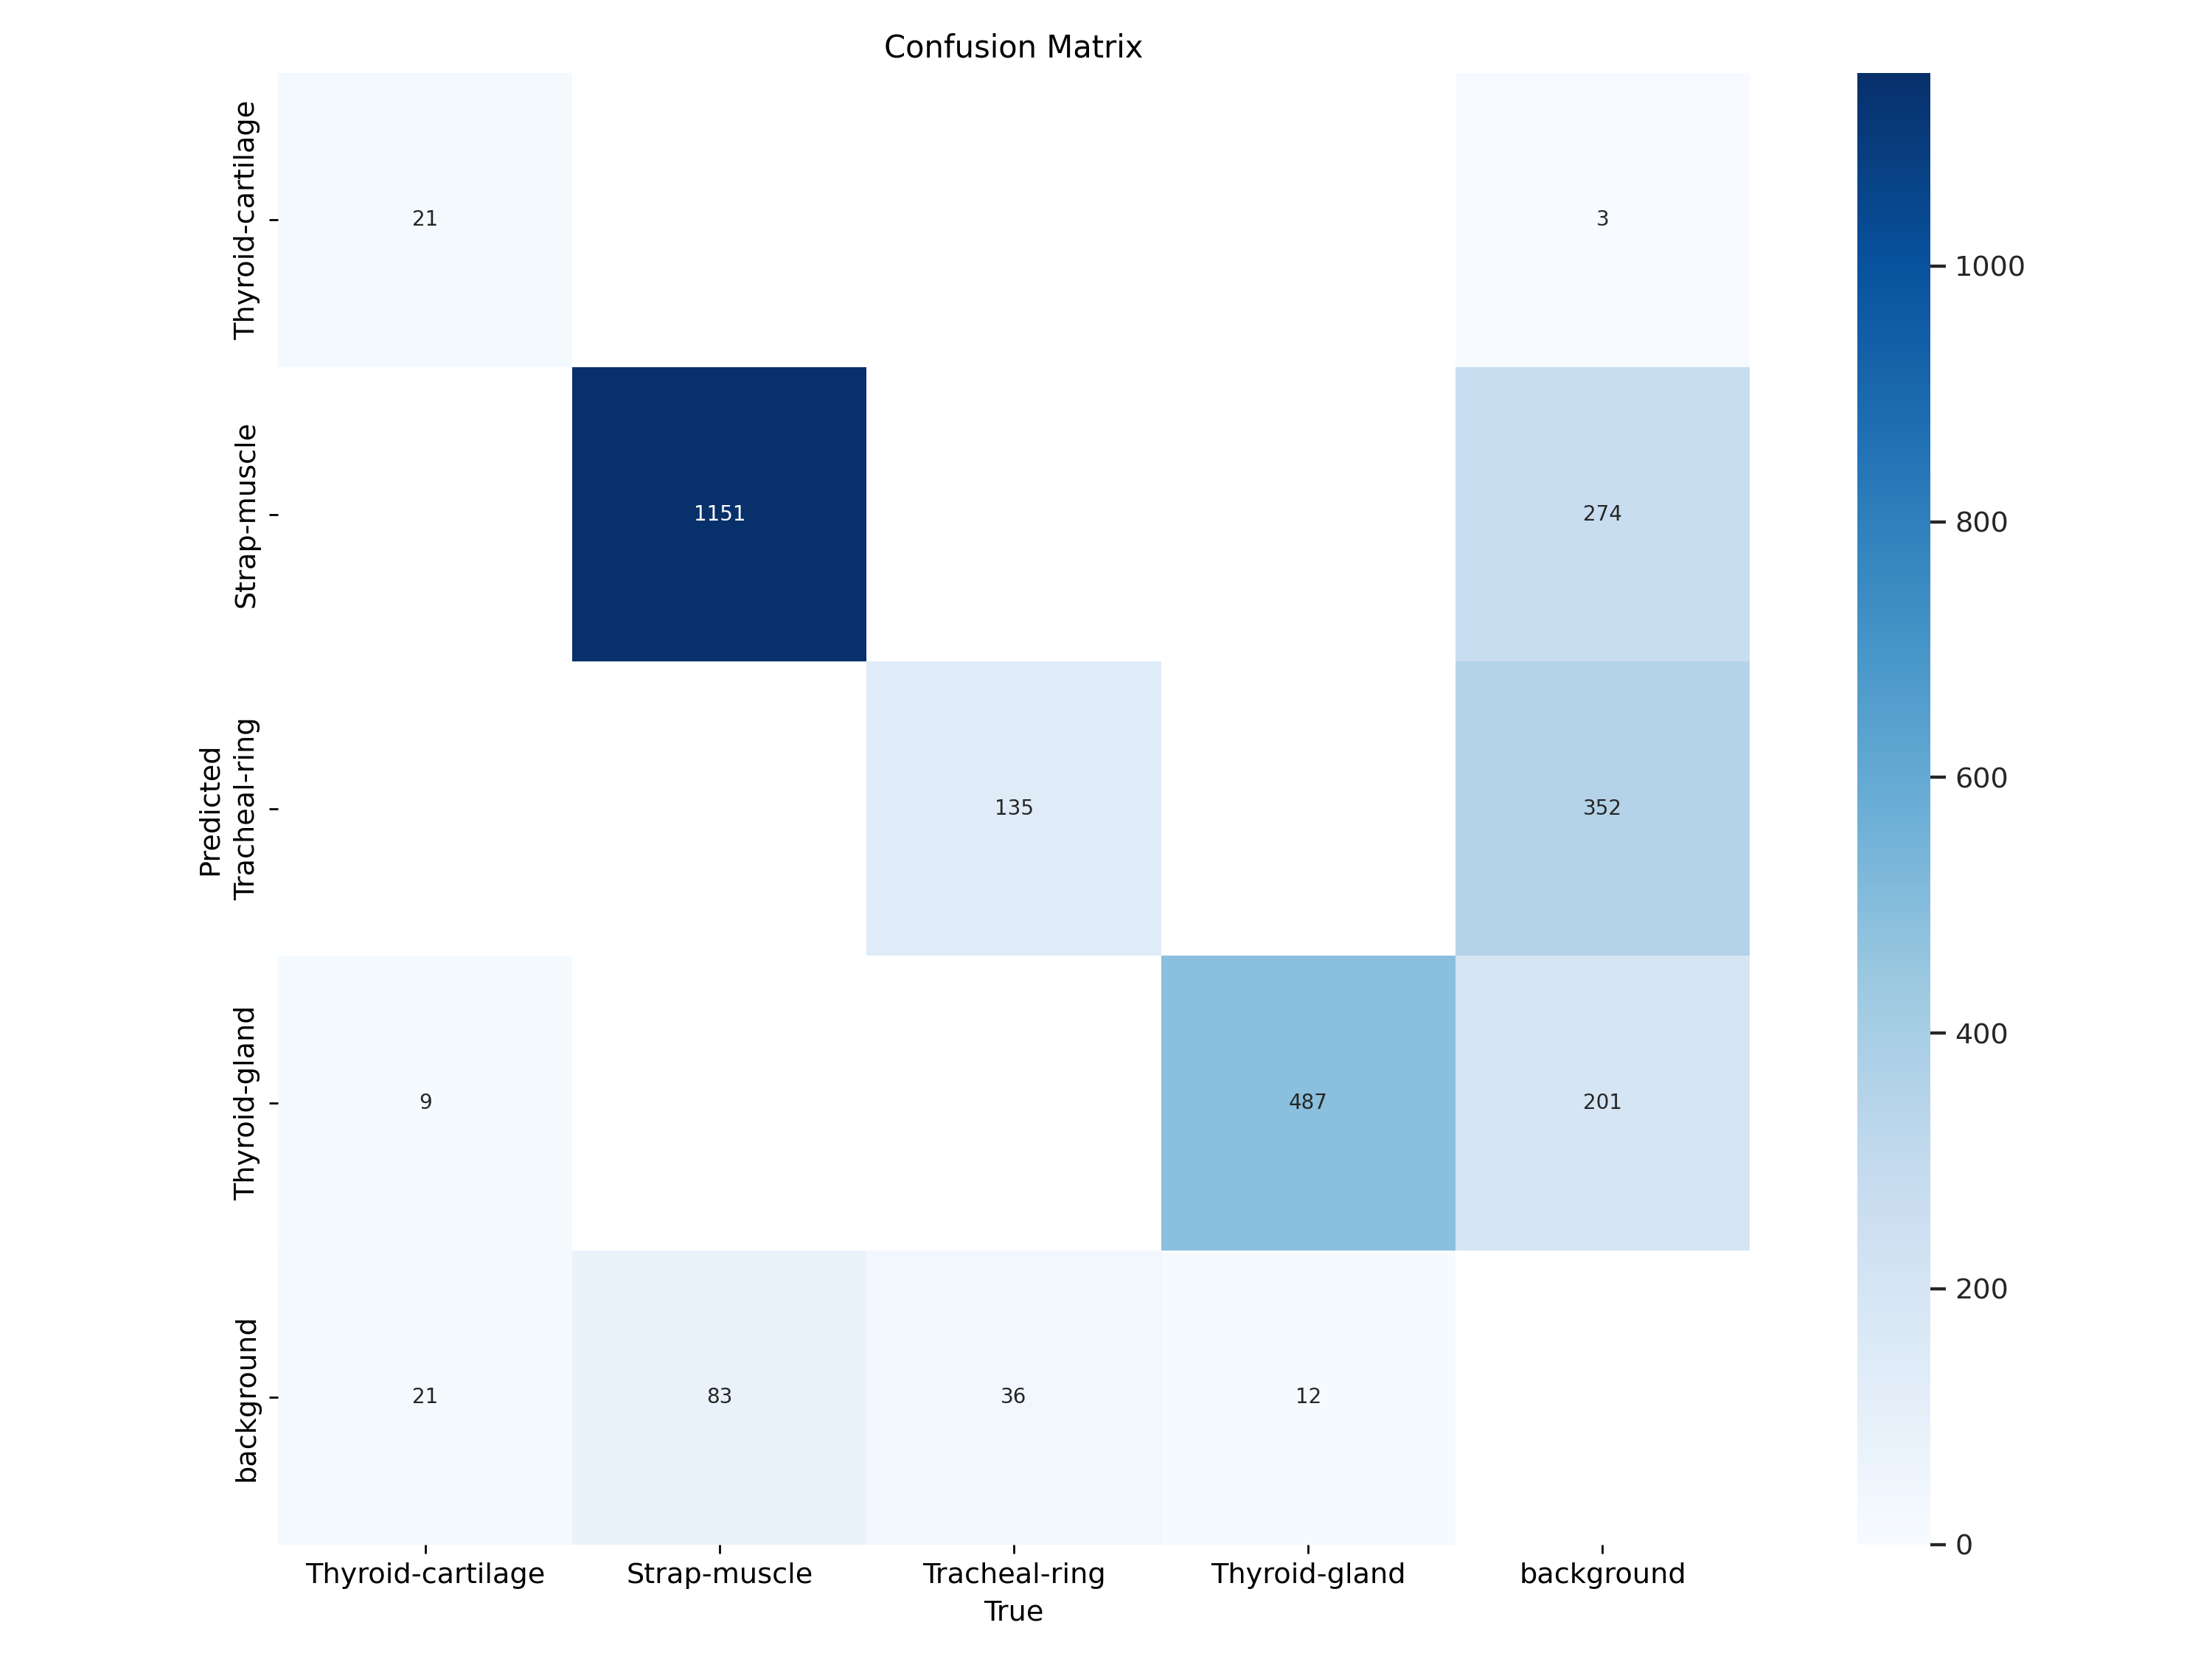 Confusion Matrix
Predicted
Thyroid-cartilage
21
3
Strap-muscle
1151
274
Tracheal-ring
135
352
Thyroid-gland
9
487
201
background
21
83
36
12
Thyroid-cartilage
Strap-muscle
Tracheal-ring
Thyroid-gland
background
True
1000
800
600
400
200
0